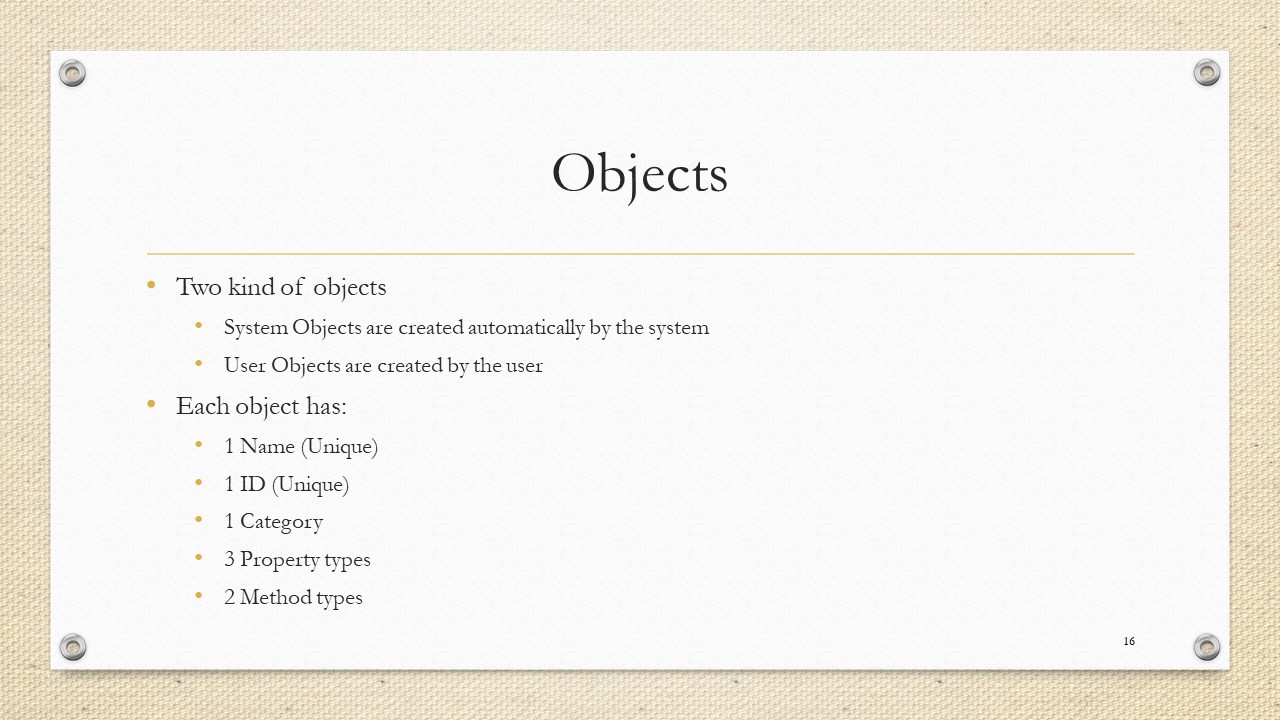 Objects
• Two kind of objects
• System Objects are created automatically by the system
• User Objects are created by the user
• Each object has:
• 1 Name (Unique)
• 1 ID (Unique)
• 1 Category
• 3 Property types
• 2 Method types
16